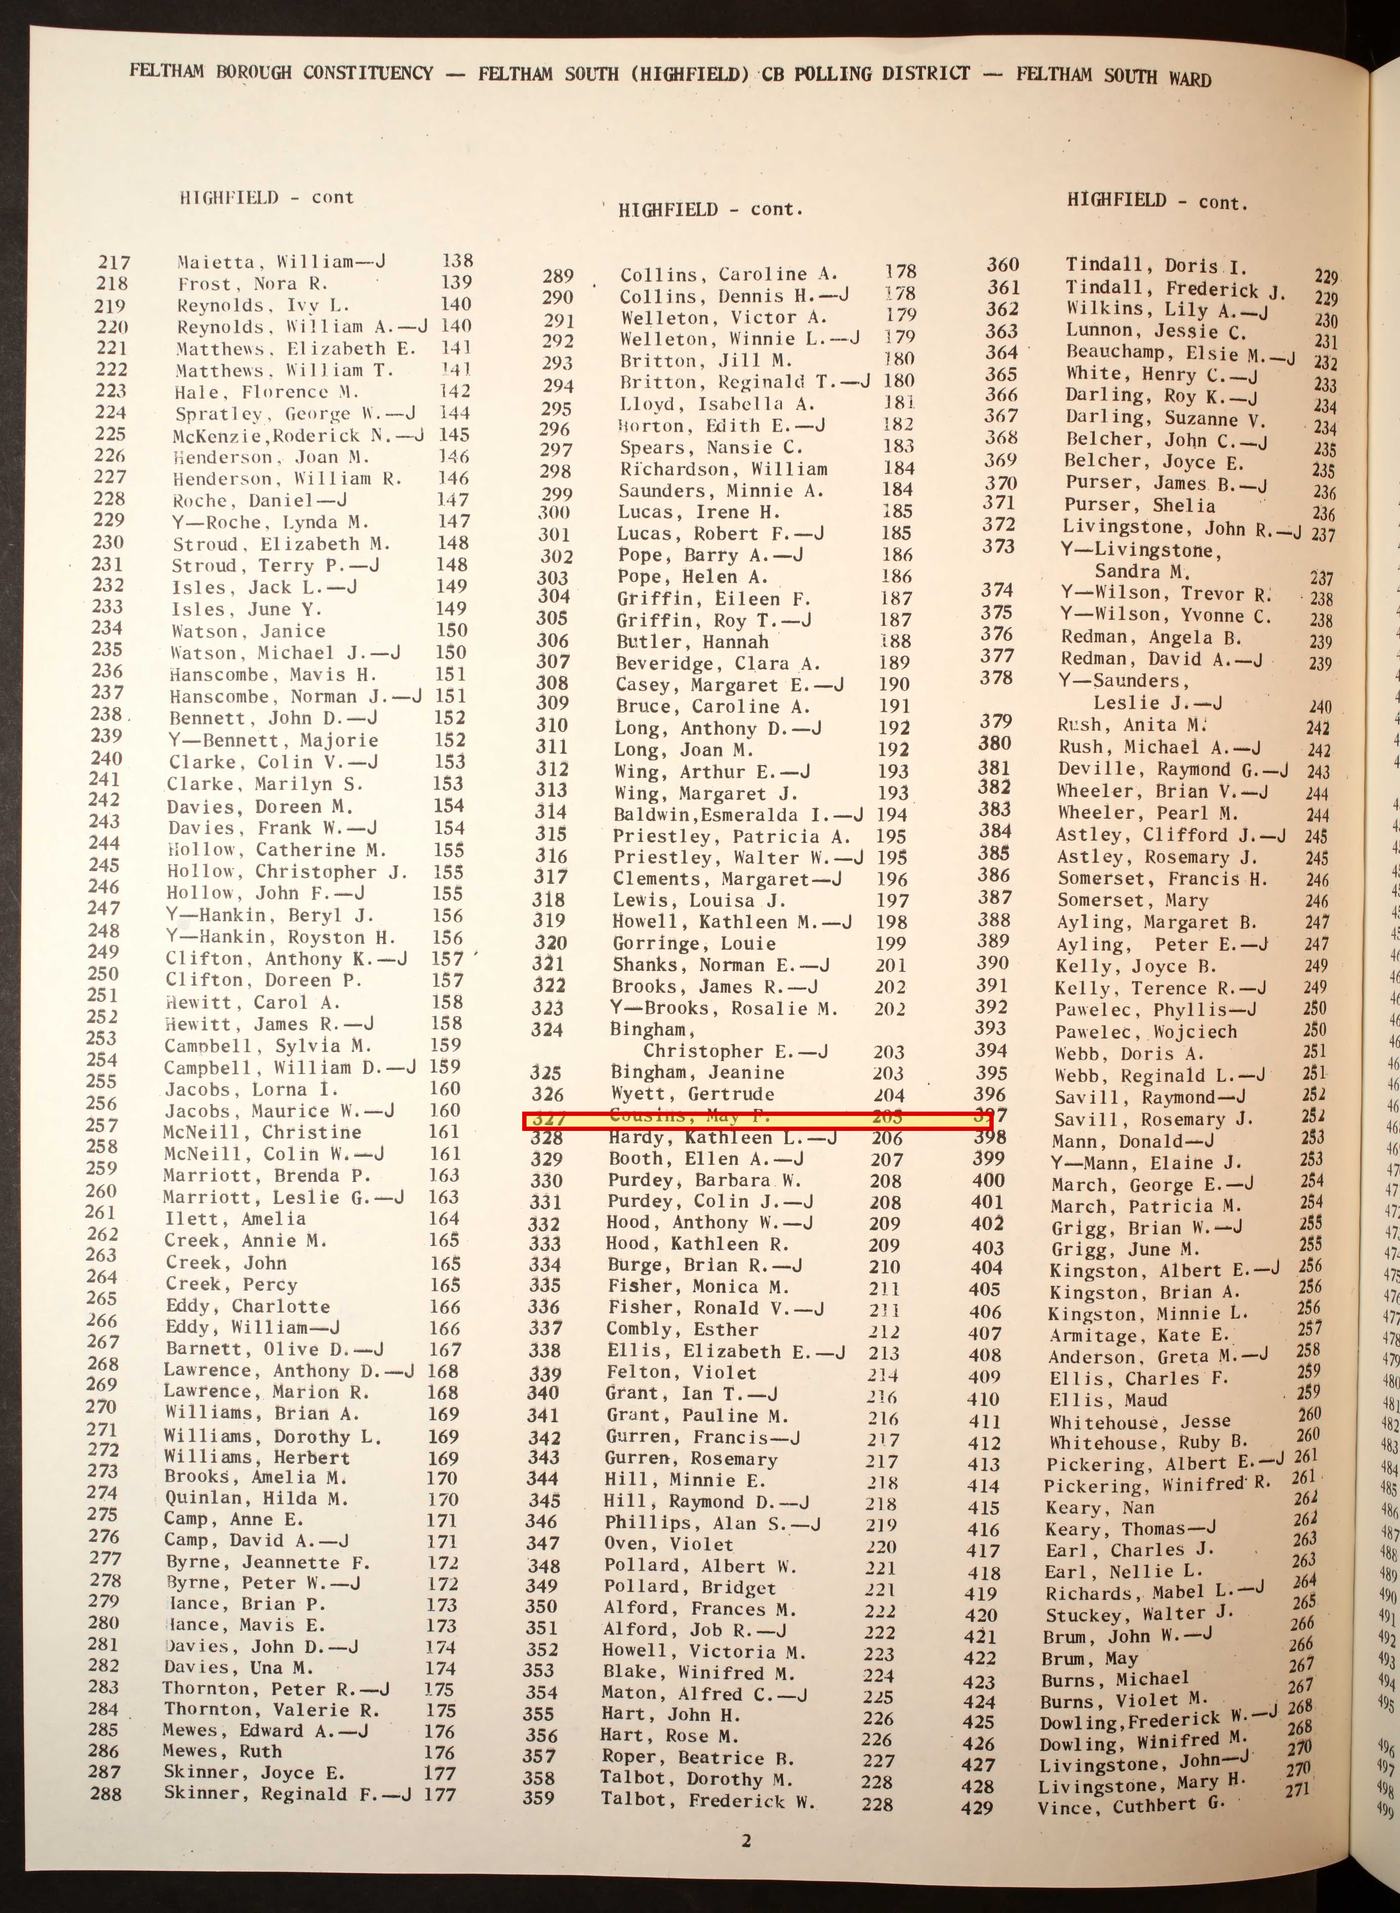 FELTHAM BOROUGH CONSTITUENCY — FELTHAM SOUTH (HIGHFIELD) CB POLLING DISTRICT — FELTHAM SOUTH WARD
HIGHFIELD - cont
217 Maietta, William—J 138
218 Frost, Nora R. 139
219 Reynolds, Ivy L. 140
220 Reynolds, William A.—J 140
221 Matthews, Elizabeth E. 141
222 Matthews, William T. 141
223 Hale, Florence M. 142
224 Spratley, George W.—J 144
225 McKenzie,Roderick N.—J 145
226 Henderson, Joan M. 146
227 Henderson, William R. 146
228 Roche, Daniel—J 147
229 Y—Roche, Lynda M. 147
230 Stroud, Elizabeth M. 148
231 Stroud, Terry P.—J 148
232 Isles, Jack L.—J 149
233 Isles, June Y. 149
234 Watson, Janice 150
235 Watson, Michael J.—J 150
236 Hanscombe, Mavis H. 151
237 Hanscombe, Norman J.—J 151
238 Bennett, John D.—J 152
239 Y—Bennett, Majorie 152
240 Clarke, Colin V.—J 153
241 Clarke, Marilyn S. 153
242 Davies, Doreen M. 154
243 Davies, Frank W.—J 154
244 Hollow, Catherine M. 155
245 Hollow, Christopher J. 155
246 Hollow, John F.—J 155
247 Y—Hankin, Beryl J. 156
248 Y—Hankin, Royston H. 156
249 Clifton, Anthony K.—J 157
250 Clifton, Doreen P. 157
251 Hewitt, Carol A. 158
252 Hewitt, James R.—J 158
253 Campbell, Sylvia M. 159
254 Campbell, William D.—J 159
255 Jacobs, Lorna I. 160
256 Jacobs, Maurice W.—J 160
257 McNeill, Christine 161
258 McNeill, Colin W.—J 161
259 Marriott, Brenda P. 163
260 Marriott, Leslie G.—J 163
261 Ilett, Amelia 164
262 Creek, Annie M. 165
263 Creek, John 165
264 Creek, Percy 165
265 Eddy, Charlotte 166
266 Eddy, William—J 166
267 Barnett, Olive D.—J 167
268 Lawrence, Anthony D.—J 168
269 Lawrence, Marion R. 168
270 Williams, Brian A. 169
271 Williams, Dorothy L. 169
272 Williams, Herbert 169
273 Brooks, Amelia M. 170
274 Quinlan, Hilda M. 170
275 Camp, Anne E. 171
276 Camp, David A.—J 171
277 Byrne, Jeannette F. 172
278 Byrne, Peter W.—J 172
279 Hance, Brian P. 173
280 Hance, Mavis E. 173
281 Davies, John D.—J 174
282 Davies, Una M. 174
283 Thornton, Peter R.—J 175
284 Thornton, Valerie R. 175
285 Mewes, Edward A.—J 176
286 Mewes, Ruth 176
287 Skinner, Joyce E. 177
288 Skinner, Reginald F.—J 177
HIGHFIELD - cont.
289 Collins, Caroline A. 178
290 Collins, Dennis H.—J 178
291 Welleton, Victor A. 179
292 Welleton, Winnie L.—J 179
293 Britton, Jill M. 180
294 Britton, Reginald T.—J 180
295 Lloyd, Isabella A. 181
296 Horton, Edith E.—J 182
297 Spears, Nansie C. 183
298 Richardson, William 184
299 Saunders, Minnie A. 184
300 Lucas, Irene H. 185
301 Lucas, Robert F.—J 185
302 Pope, Barry A.—J 186
303 Pope, Helen A. 186
304 Griffin, Eileen F. 187
305 Griffin, Roy T.—J 187
306 Butler, Hannah 188
307 Beveridge, Clara A. 189
308 Casey, Margaret E.—J 190
309 Bruce, Caroline A. 191
310 Long, Anthony D.—J 192
311 Long, Joan M. 192
312 Wing, Arthur E.—J 193
313 Wing, Margaret J. 193
314 Baldwin,Esmeralda I.—J 194
315 Priestley, Patricia A. 195
316 Priestley, Walter W.—J 195
317 Clements, Margaret—J 196
318 Lewis, Louisa J. 197
319 Howell, Kathleen M.—J 198
320 Gorringe, Louie 199
321 Shanks, Norman E.—J 201
322 Brooks, James R.—J 202
323 Y—Brooks, Rosalie M. 202
324 Bingham,
Christopher E.—J 203
325 Bingham, Jeanine 203
326 Wyett, Gertrude 204
327 Cousins, May F. 205
328 Hardy, Kathleen L.—J 206
329 Booth, Ellen A.—J 207
330 Purdey, Barbara W. 208
331 Purdey, Colin J.—J 208
332 Hood, Anthony W.—J 209
333 Hood, Kathleen R. 209
334 Burge, Brian R.—J 210
335 Fisher, Monica M. 211
336 Fisher, Ronald V.—J 211
337 Combly, Esther 212
338 Ellis, Elizabeth E.—J 213
339 Felton, Violet 214
340 Grant, Ian T.—J 216
341 Grant, Pauline M. 216
342 Gurren, Francis—J 217
343 Gurren, Rosemary 217
344 Hill, Minnie E. 218
345 Hill, Raymond D.—J 218
346 Phillips, Alan S.—J 219
347 Oven, Violet 220
348 Pollard, Albert W. 221
349 Pollard, Bridget 221
350 Alford, Frances M. 222
351 Alford, Job R.—J 222
352 Howell, Victoria M. 223
353 Blake, Winifred M. 224
354 Maton, Alfred C.—J 225
355 Hart, John H. 226
356 Hart, Rose M. 226
357 Roper, Beatrice B. 227
358 Talbot, Dorothy M. 228
359 Talbot, Frederick W. 228
HIGHFIELD - cont.
360 Tindall, Doris I. 229
361 Tindall, Frederick J. 229
362 Wilkins, Lily A.—J 230
363 Lunnon, Jessie C. 231
364 Beauchamp, Elsie M.—J 232
365 White, Henry C.—J 233
366 Darling, Roy K.—J 234
367 Darling, Suzanne V. 234
368 Belcher, John C.—J 235
369 Belcher, Joyce E. 235
370 Purser, James B.—J 236
371 Purser, Shelia 236
372 Livingstone, John R.—J 237
373 Y—Livingstone,
Sandra M. 237
374 Y—Wilson, Trevor R. 238
375 Y—Wilson, Yvonne C. 238
376 Redman, Angela B. 239
377 Redman, David A.—J 239
378 Y—Saunders,
Leslie J.—J 240
379 Rush, Anita M. 242
380 Rush, Michael A.—J 242
381 Deville, Raymond G.—J 243
382 Wheeler, Brian V.—J 244
383 Wheeler, Pearl M. 244
384 Astley, Clifford J.—J 245
385 Astley, Rosemary J. 245
386 Somerset, Francis H. 246
387 Somerset, Mary 246
388 Ayling, Margaret B. 247
389 Ayling, Peter E.—J 247
390 Kelly, Joyce B. 249
391 Kelly, Terence R.—J 249
392 Pawelec, Phyllis—J 250
393 Pawelec, Wojciech 250
394 Webb, Doris A. 251
395 Webb, Reginald L.—J 251
396 Savill, Raymond—J 252
397 Savill, Rosemary J. 252
398 Mann, Donald—J 253
399 Y—Mann, Elaine J. 253
400 March, George E.—J 254
401 March, Patricia M. 254
402 Grigg, Brian W.—J 255
403 Grigg, June M. 255
404 Kingston, Albert E.—J 256
405 Kingston, Brian A. 256
406 Kingston, Minnie L. 256
407 Armitage, Kate E. 257
408 Anderson, Greta M.—J 258
409 Ellis, Charles F. 259
410 Ellis, Maud 259
411 Whitehouse, Jesse 260
412 Whitehouse, Ruby B. 260
413 Pickering, Albert E.—J 261
414 Pickering, Winifred R. 261
415 Keary, Nan 262
416 Keary, Thomas—J 262
417 Earl, Charles J. 263
418 Earl, Nellie L. 263
419 Richards, Mabel L.—J 264
420 Stuckey, Walter J. 265
421 Brum, John W.—J 266
422 Brum, May 266
423 Burns, Michael 267
424 Burns, Violet M. 267
425 Dowling,Frederick W.—J 268
426 Dowling, Winifred M. 268
427 Livingstone, John—J 270
428 Livingstone, Mary H. 270
429 Vince, Cuthbert G. 271
2